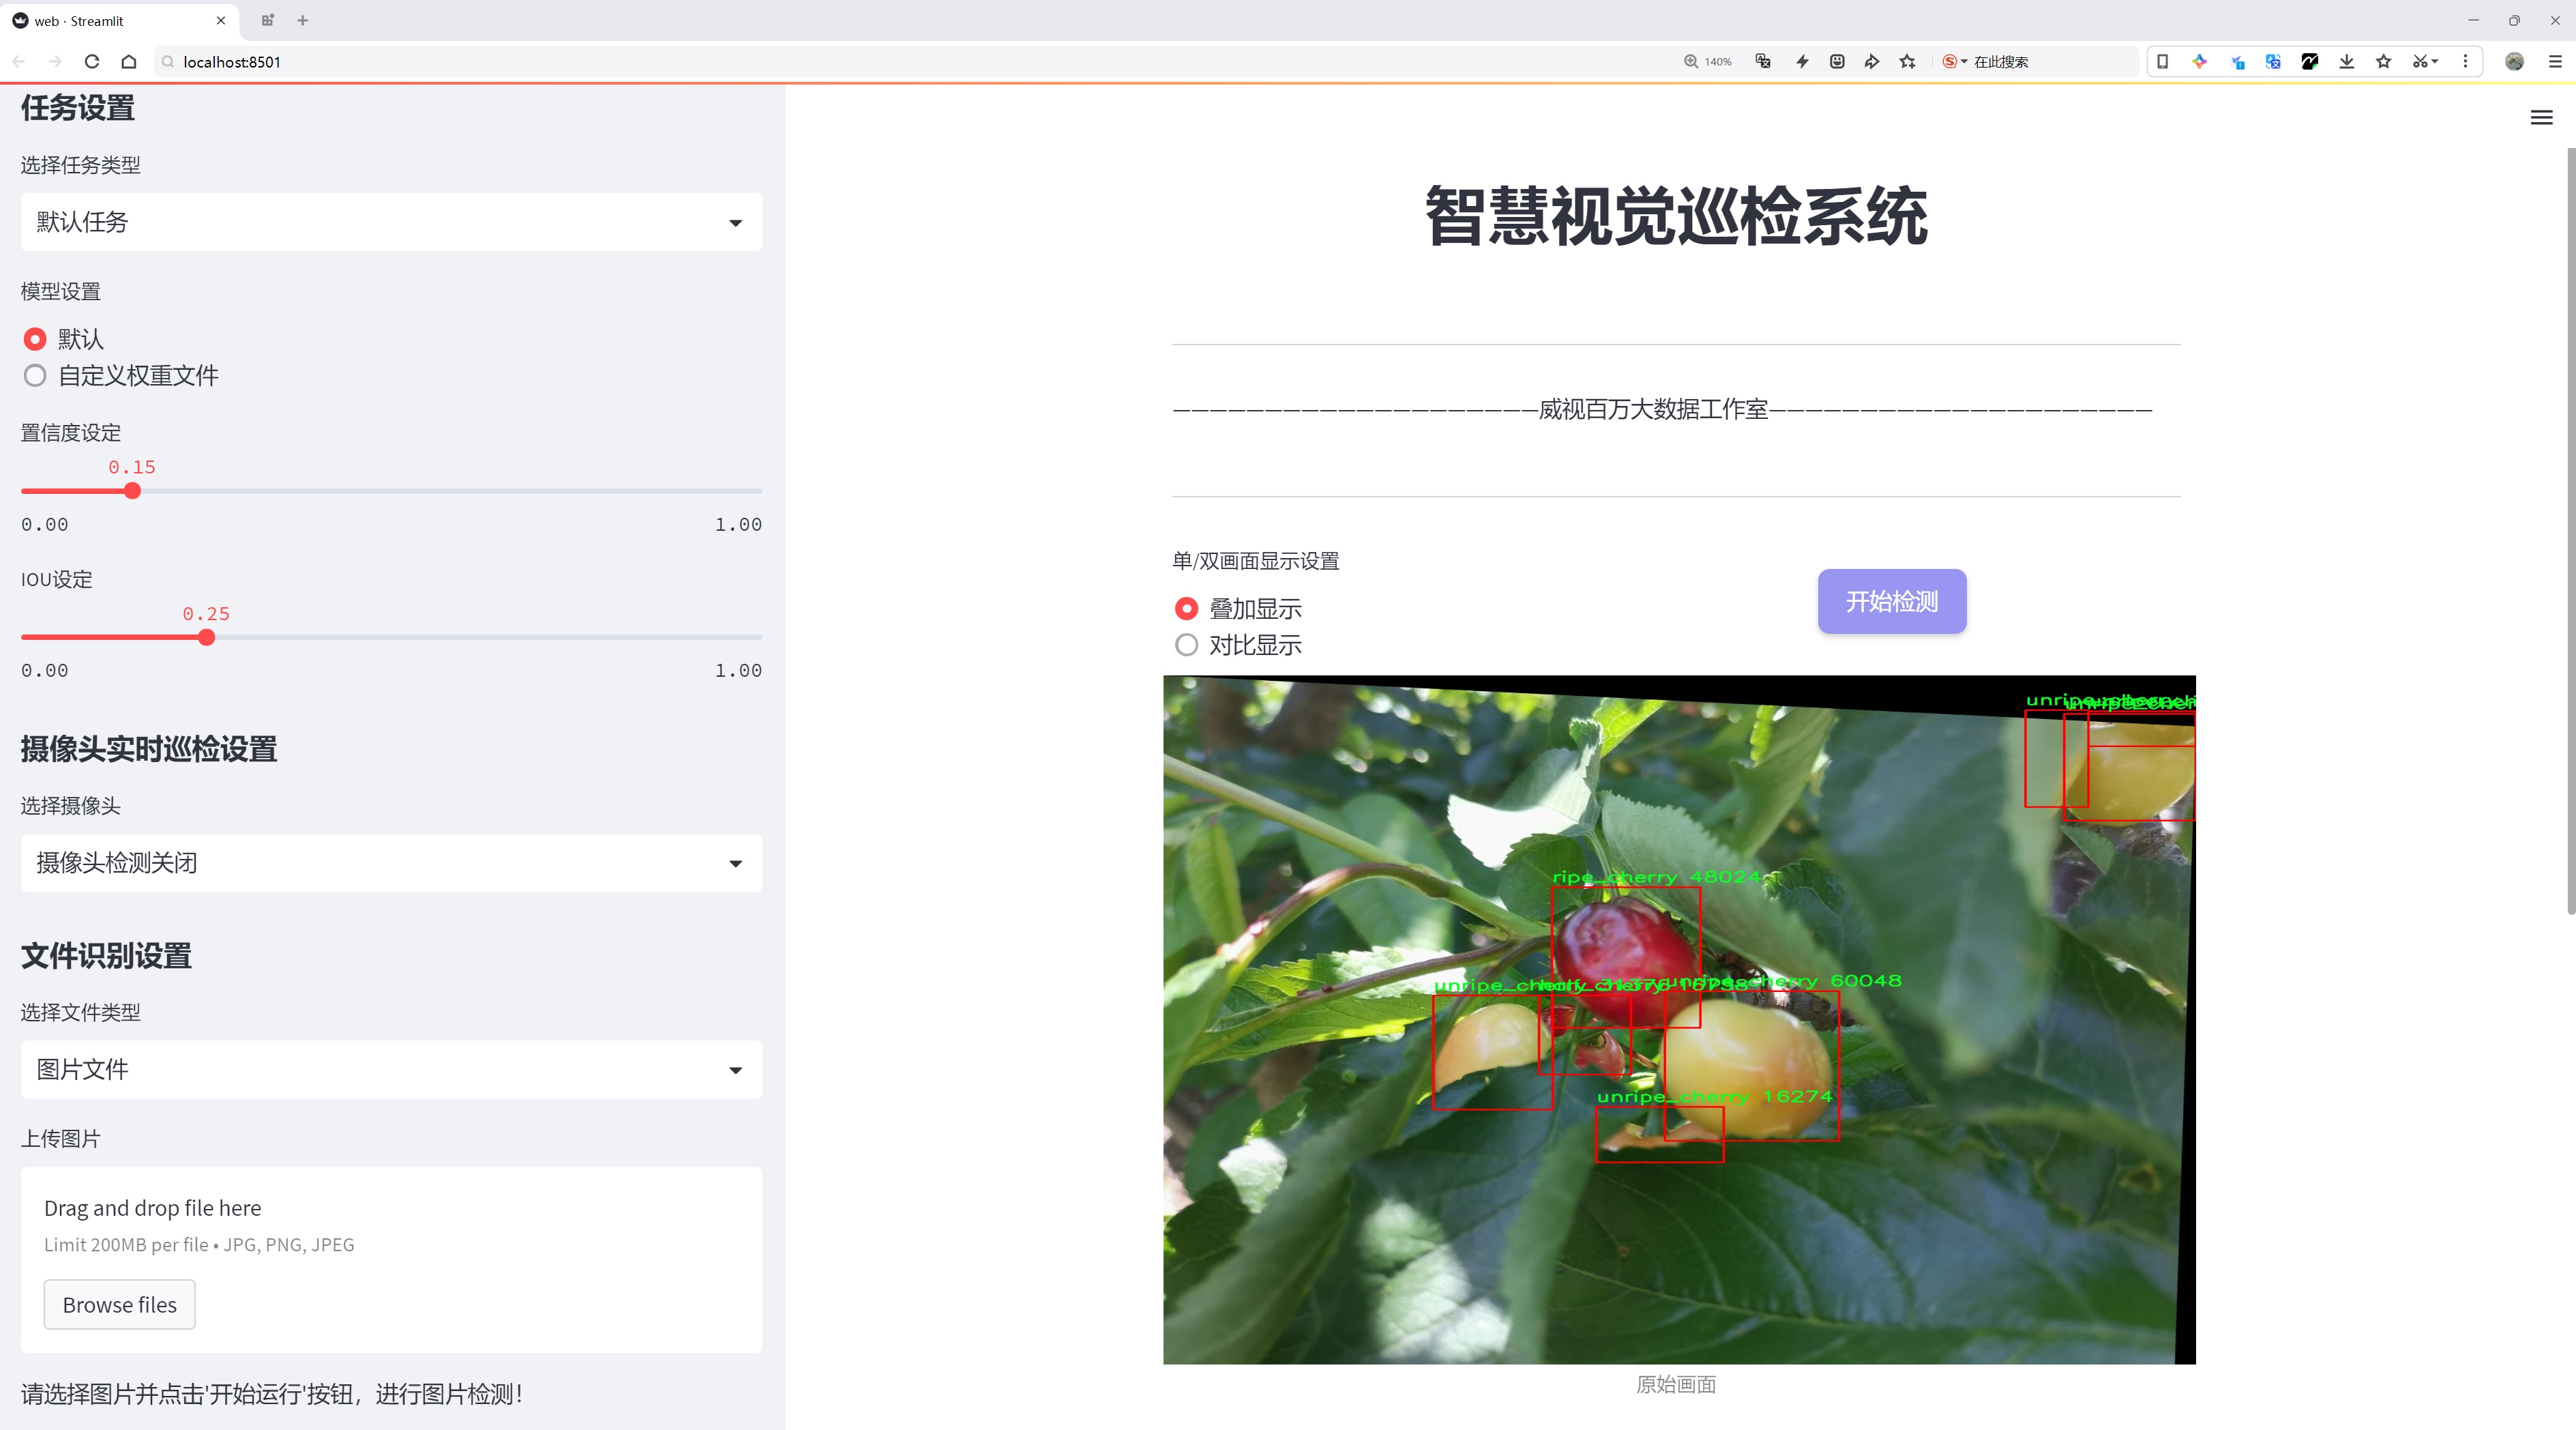 web · Streamlit
localhost:8501
140%
在此搜索
任务设置
选择任务类型
默认任务
模型设置
默认
自定义权重文件
置信度设定
0.15
0.00
1.00
IOU设定
0.25
0.00
1.00
摄像头实时巡检设置
选择摄像头
摄像头检测关闭
文件识别设置
选择文件类型
图片文件
上传图片
Drag and drop file here
Limit 200MB per file • JPG, PNG, JPEG
Browse files
请选择图片并点击'开始运行'按钮，进行图片检测！
智慧视觉巡检系统
—————————————————————威视百万大数据工作室—————————————————————
单/双画面显示设置
叠加显示
对比显示
开始检测
ripe_cherry 48024
unripe_cherry 60048
unripe_cherry 16274
原始画面